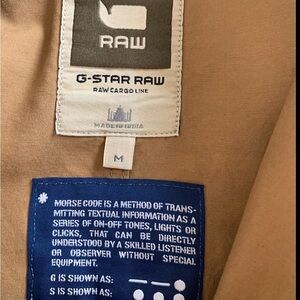 RAW
G-STAR RAW
RAW CARGO LINE
MADE IN INDIA
M
* MORSE CODE IS A METHOD OF TRANS-
MITTING TEXTUAL INFORMATION AS A
SERIES OF ON-OFF TONES, LIGHTS OR
CLICKS, THAT CAN BE DIRECTLY
UNDERSTOOD BY A SKILLED LISTENER
OR OBSERVER WITHOUT SPECIAL
EQUIPMENT.
G IS SHOWN AS:
S IS SHOWN AS: